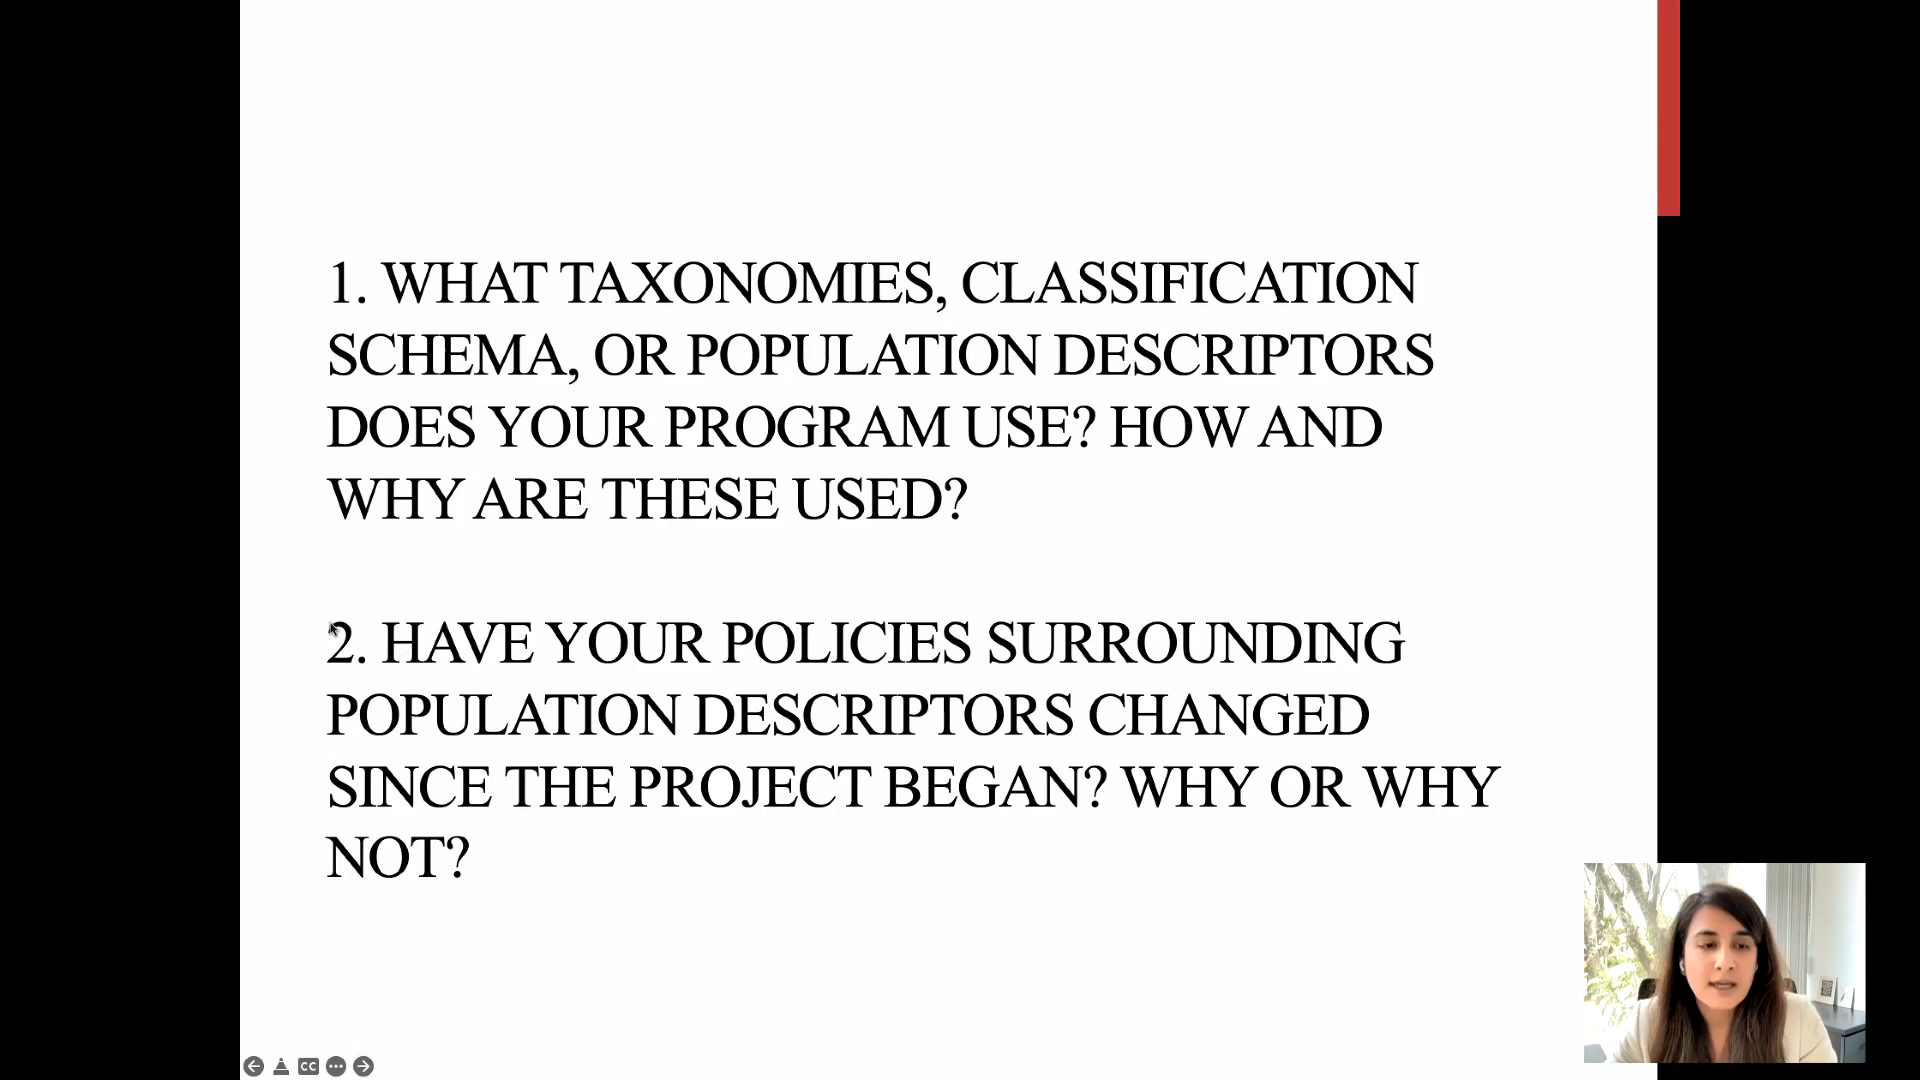 1. WHAT TAXONOMIES, CLASSIFICATION
SCHEMA, OR POPULATION DESCRIPTORS
DOES YOUR PROGRAM USE? HOW AND
WHY ARE THESE USED?
2. HAVE YOUR POLICIES SURROUNDING
POPULATION DESCRIPTORS CHANGED
SINCE THE PROJECT BEGAN? WHY OR WHY
NOT?
CC